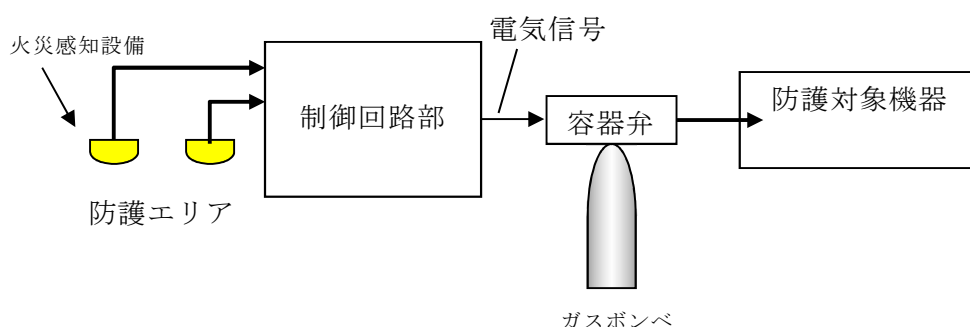 電気信号
火災感知設備
制御回路部
容器弁
防護対象機器
防護エリア
ガスボンベ